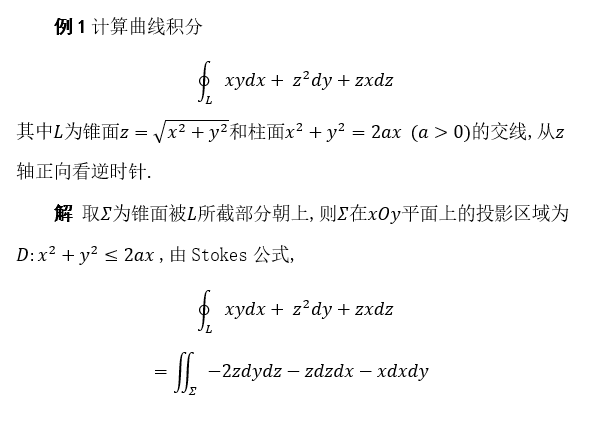 例 1 计算曲线积分
∮_L xydx + z²dy + zxdz
其中L为锥面z = √(x² + y²)和柱面x² + y² = 2ax (a > 0)的交线, 从z
轴正向看逆时针.
解 取Σ为锥面被L所截部分朝上, 则Σ在xOy平面上的投影区域为
D: x² + y² ≤ 2ax , 由 Stokes 公式,
∮_L xydx + z²dy + zxdz
= ∬_Σ −2zdydz − zdzdx − xdxdy